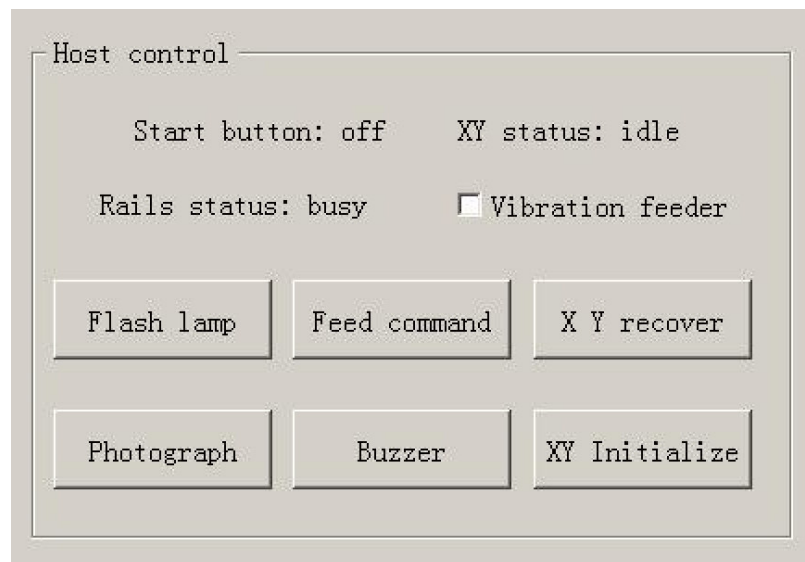 Host control
Start button: off XY status: idle
Rails status: busy Vibration feeder
Flash lamp Feed command X Y recover
Photograph Buzzer XY Initialize